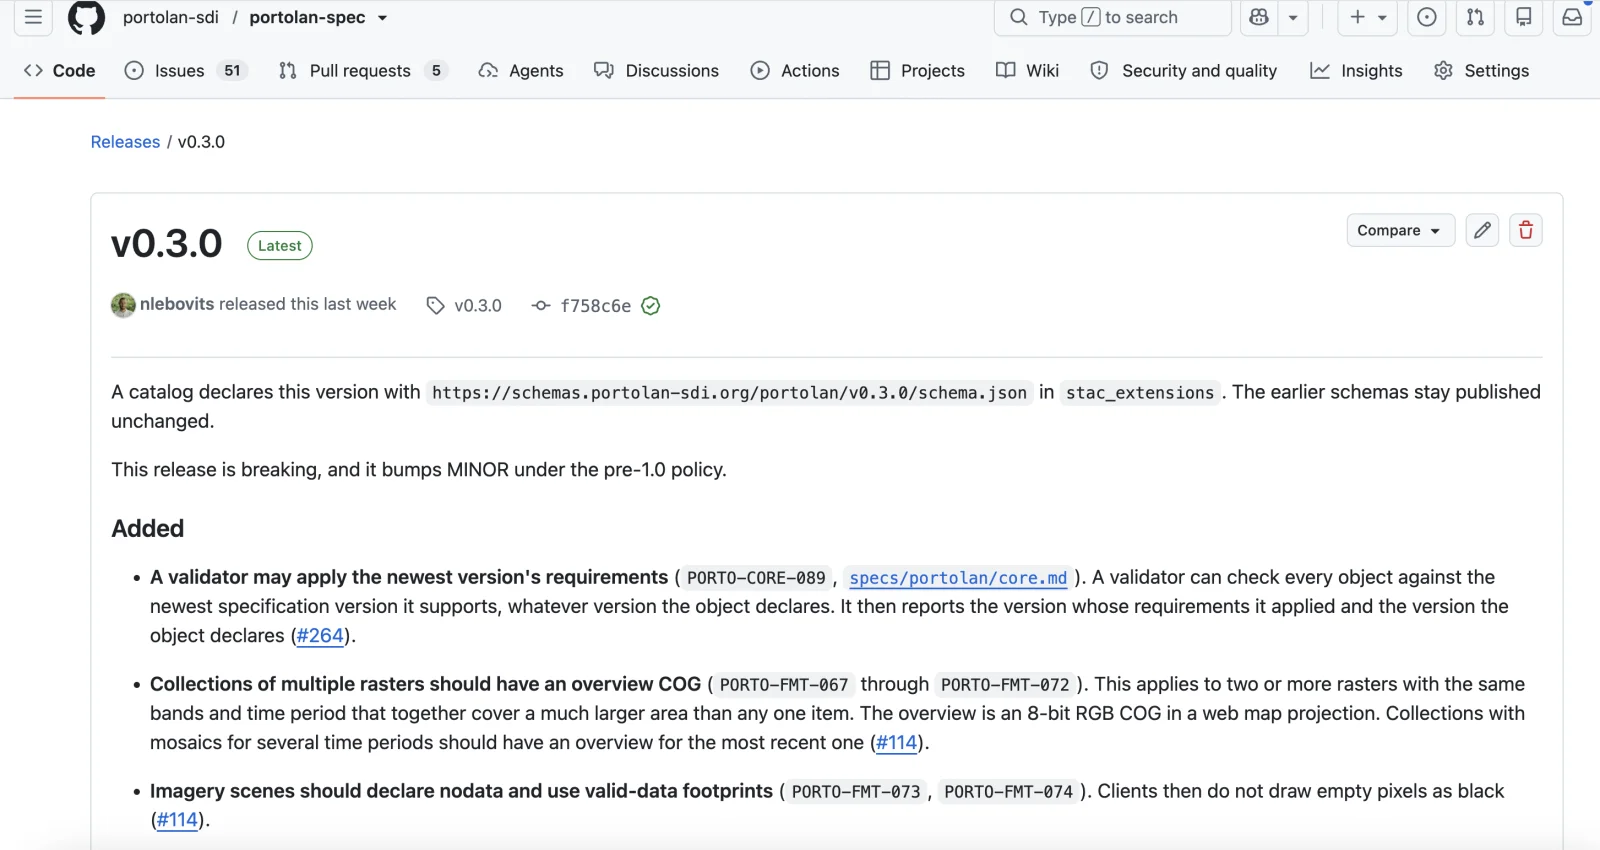 portolan-sdi / portolan-spec
Type / to search
Code
Issues 51
Pull requests 5
Agents
Discussions
Actions
Projects
Wiki
Security and quality
Insights
Settings
Releases / v0.3.0
v0.3.0 Latest
Compare
nlebovits released this last week v0.3.0 f758c6e
A catalog declares this version with https://schemas.portolan-sdi.org/portolan/v0.3.0/schema.json in stac_extensions . The earlier schemas stay published
unchanged.
This release is breaking, and it bumps MINOR under the pre-1.0 policy.
Added
• A validator may apply the newest version's requirements ( PORTO-CORE-089 , specs/portolan/core.md ). A validator can check every object against the
newest specification version it supports, whatever version the object declares. It then reports the version whose requirements it applied and the version the
object declares (#264).
• Collections of multiple rasters should have an overview COG ( PORTO-FMT-067 through PORTO-FMT-072 ). This applies to two or more rasters with the same
bands and time period that together cover a much larger area than any one item. The overview is an 8-bit RGB COG in a web map projection. Collections with
mosaics for several time periods should have an overview for the most recent one (#114).
• Imagery scenes should declare nodata and use valid-data footprints ( PORTO-FMT-073 , PORTO-FMT-074 ). Clients then do not draw empty pixels as black
(#114).